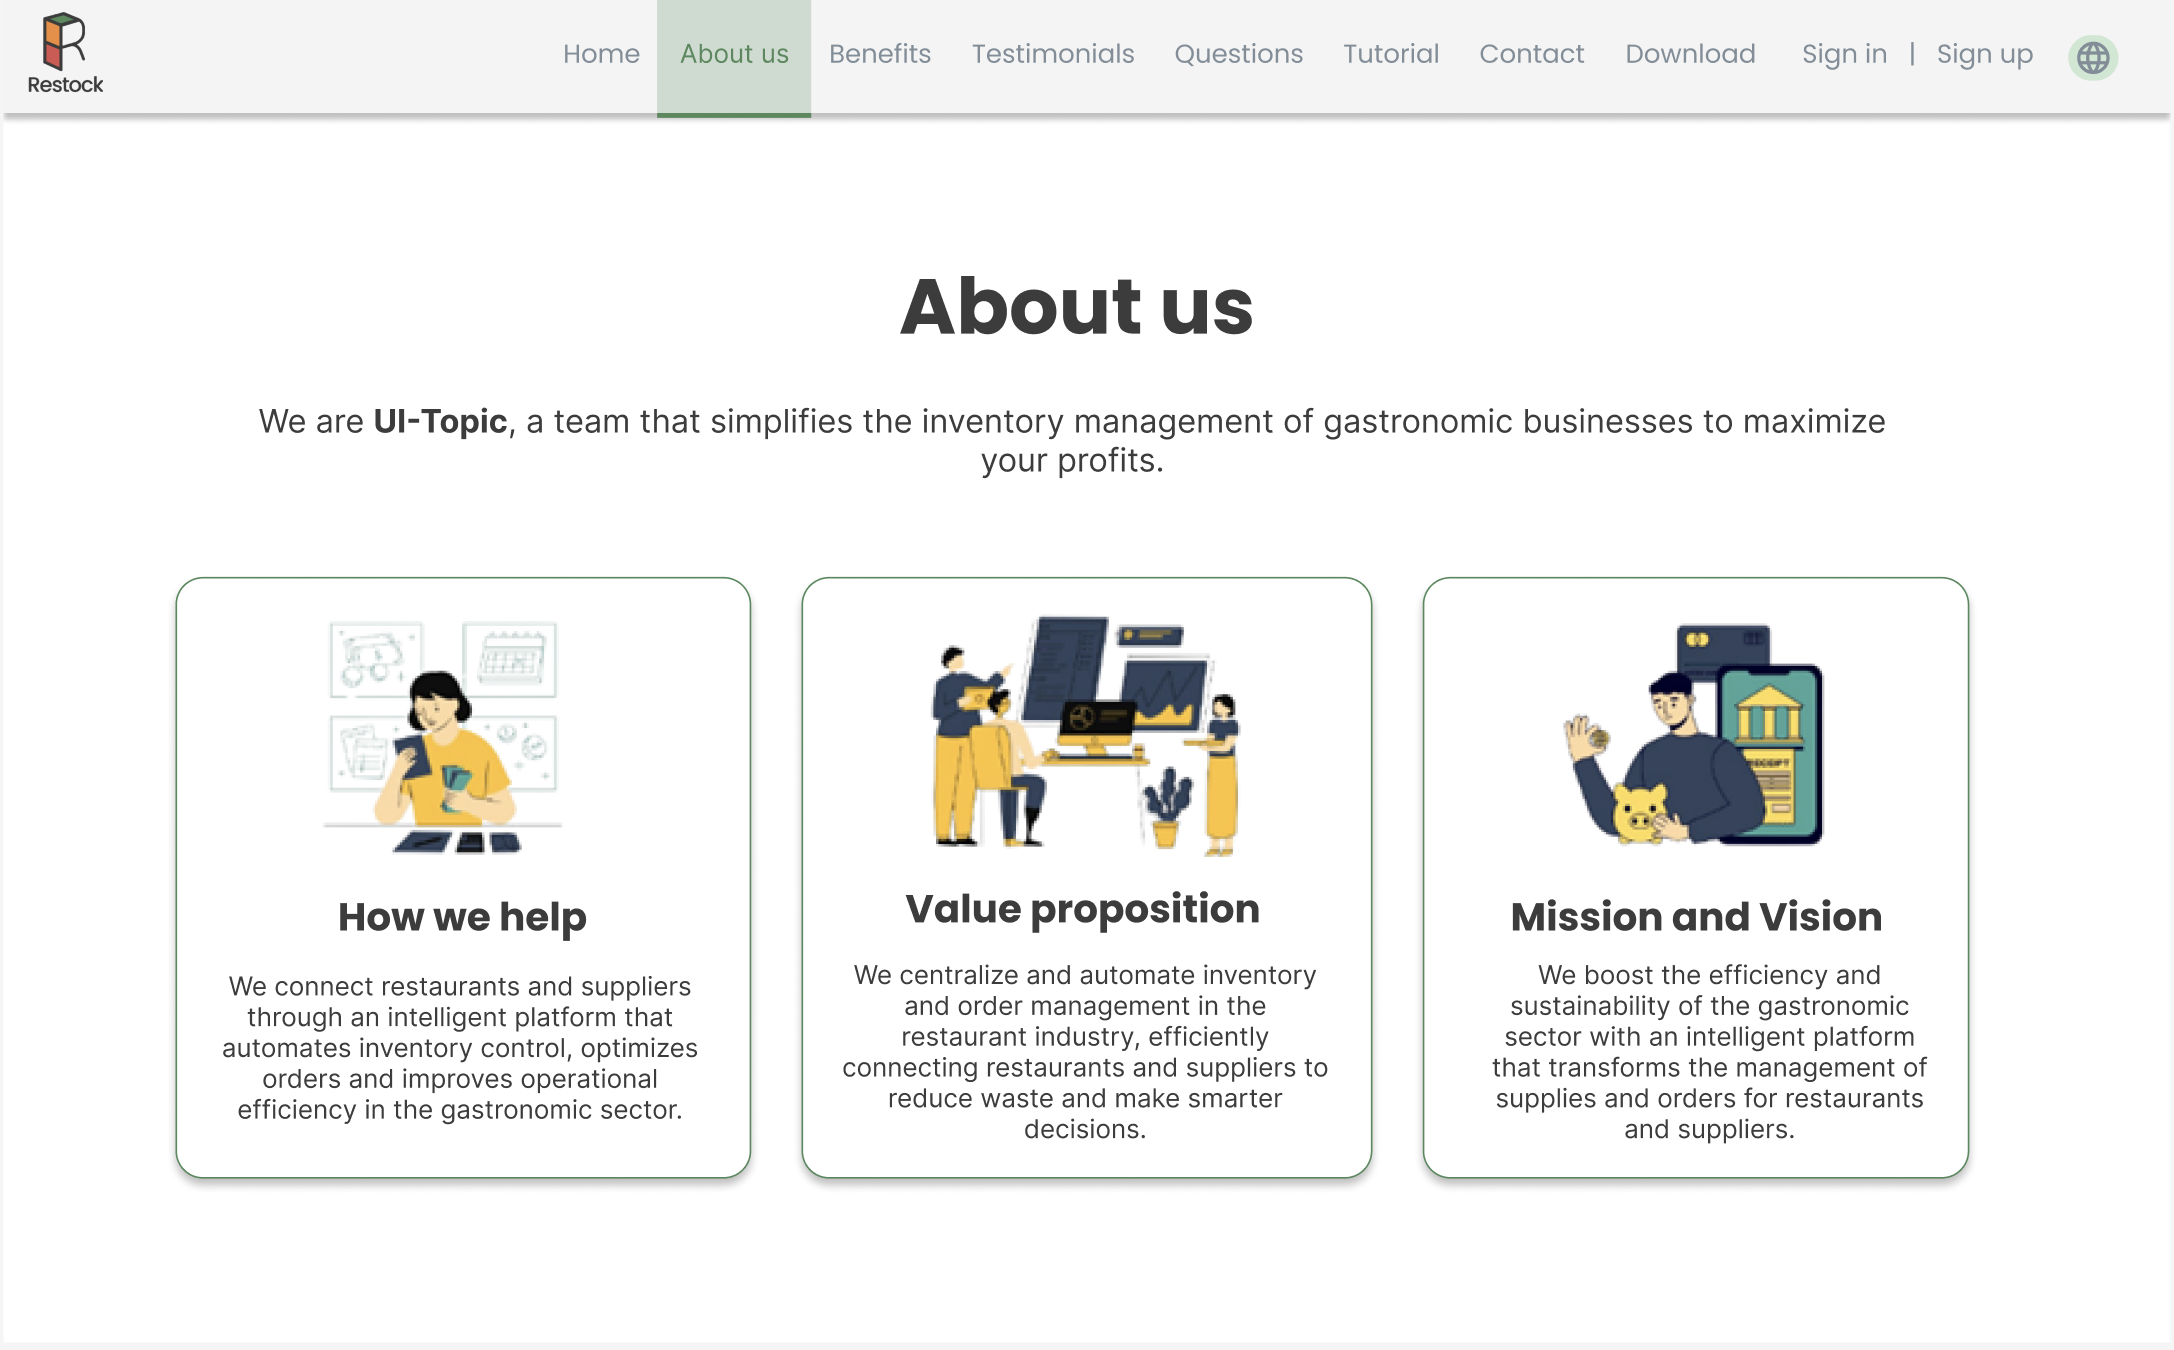 Restock
Home About us Benefits Testimonials Questions Tutorial Contact Download Sign in | Sign up
About us
We are UI-Topic, a team that simplifies the inventory management of gastronomic businesses to maximize
your profits.
How we help
We connect restaurants and suppliers
through an intelligent platform that
automates inventory control, optimizes
orders and improves operational
efficiency in the gastronomic sector.
Value proposition
We centralize and automate inventory
and order management in the
restaurant industry, efficiently
connecting restaurants and suppliers to
reduce waste and make smarter
decisions.
RECEIPT
Mission and Vision
We boost the efficiency and
sustainability of the gastronomic
sector with an intelligent platform
that transforms the management of
supplies and orders for restaurants
and suppliers.